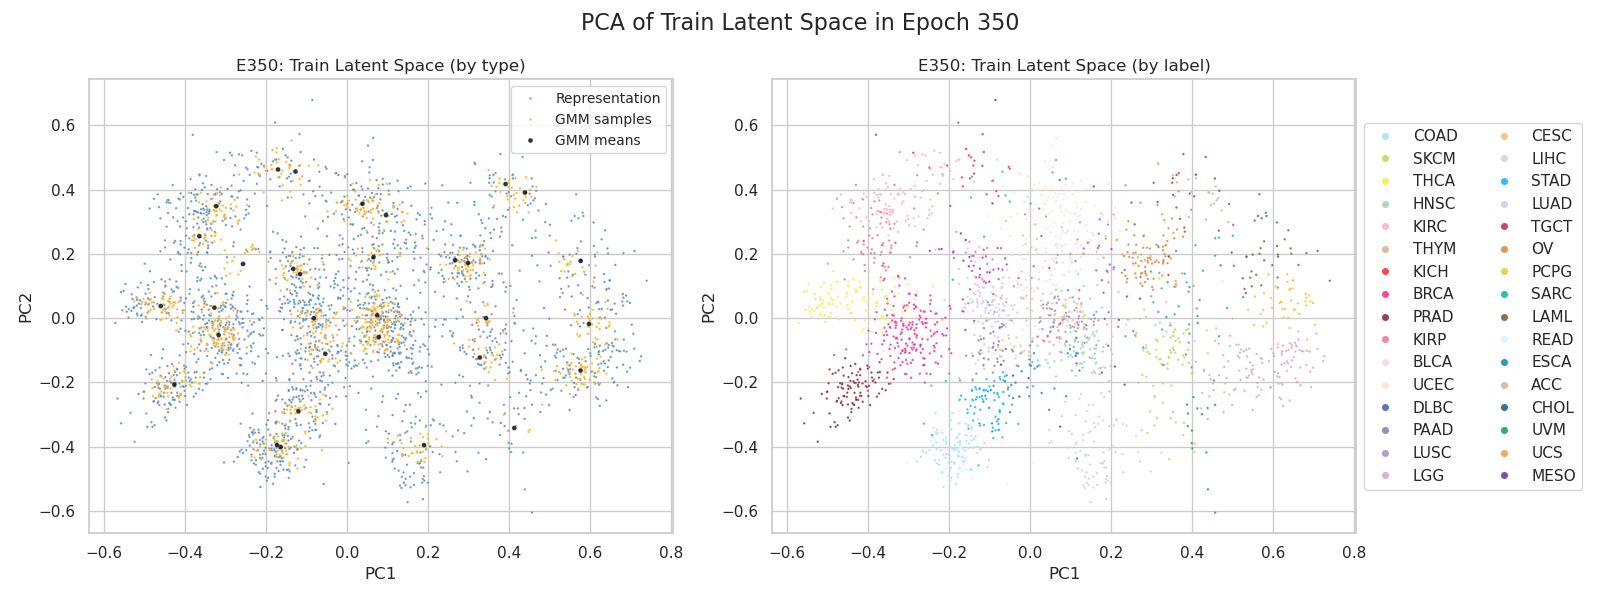 PCA of Train Latent Space in Epoch 350
E350: Train Latent Space (by type)
Representation
GMM samples
GMM means
PC2
0.6
0.4
0.2
0.0
−0.2
−0.4
−0.6
−0.6 −0.4 −0.2 0.0 0.2 0.4 0.6 0.8
PC1
E350: Train Latent Space (by label)
PC2
0.6
0.4
0.2
0.0
−0.2
−0.4
−0.6
−0.6 −0.4 −0.2 0.0 0.2 0.4 0.6 0.8
PC1
COAD
SKCM
THCA
HNSC
KIRC
THYM
KICH
BRCA
PRAD
KIRP
BLCA
UCEC
DLBC
PAAD
LUSC
LGG
CESC
LIHC
STAD
LUAD
TGCT
OV
PCPG
SARC
LAML
READ
ESCA
ACC
CHOL
UVM
UCS
MESO